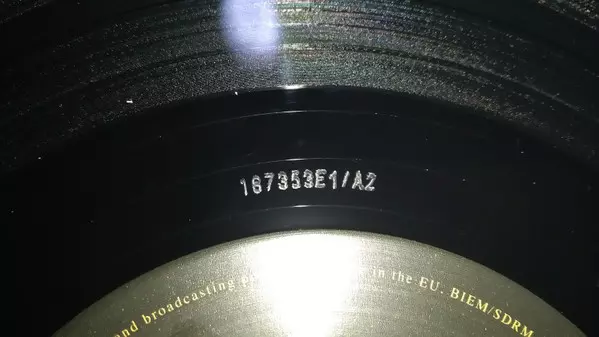 167353E1/A2
and broadcasting in the EU. BIEM/SDRM